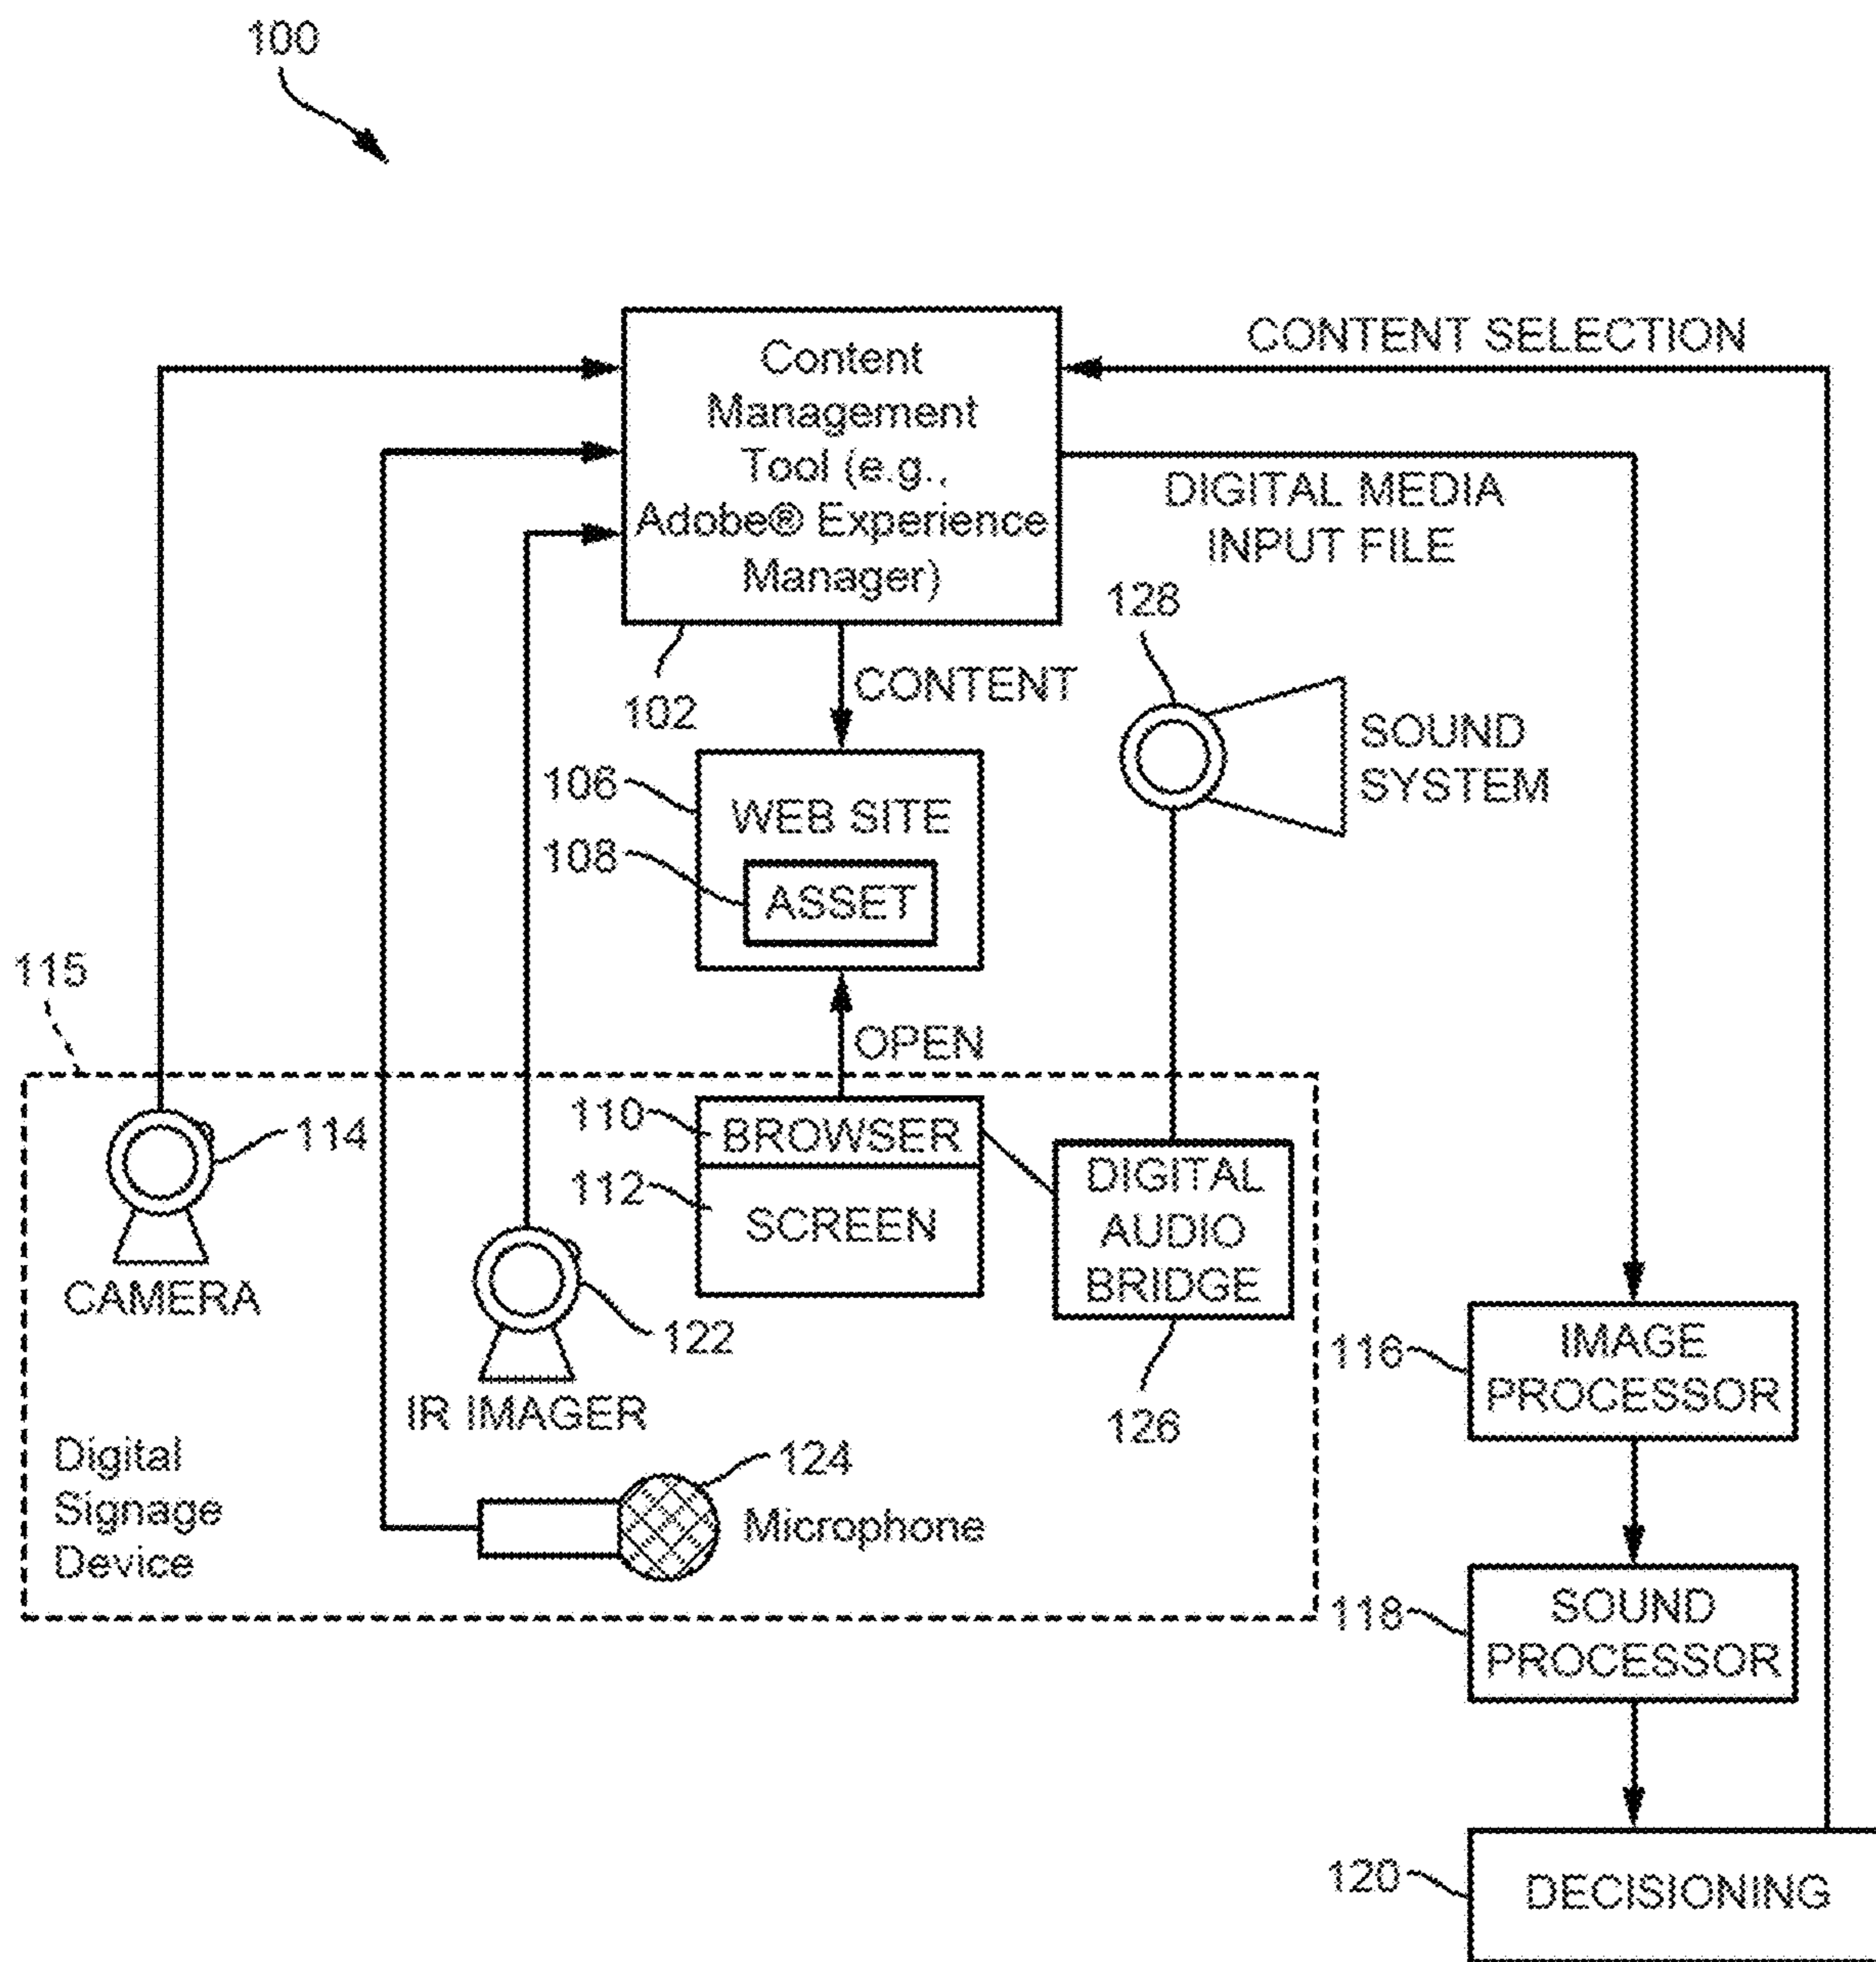 100
Content
Management
Tool (e.g.,
Adobe® Experience
Manager)
102
CONTENT SELECTION
DIGITAL MEDIA
INPUT FILE
CONTENT
128
SOUND
SYSTEM
106
WEB SITE
108
ASSET
115
OPEN
114
CAMERA
110
BROWSER
112
SCREEN
DIGITAL
AUDIO
BRIDGE
126
122
IR IMAGER
124
Microphone
Digital
Signage
Device
116
IMAGE
PROCESSOR
118
SOUND
PROCESSOR
120
DECISIONING